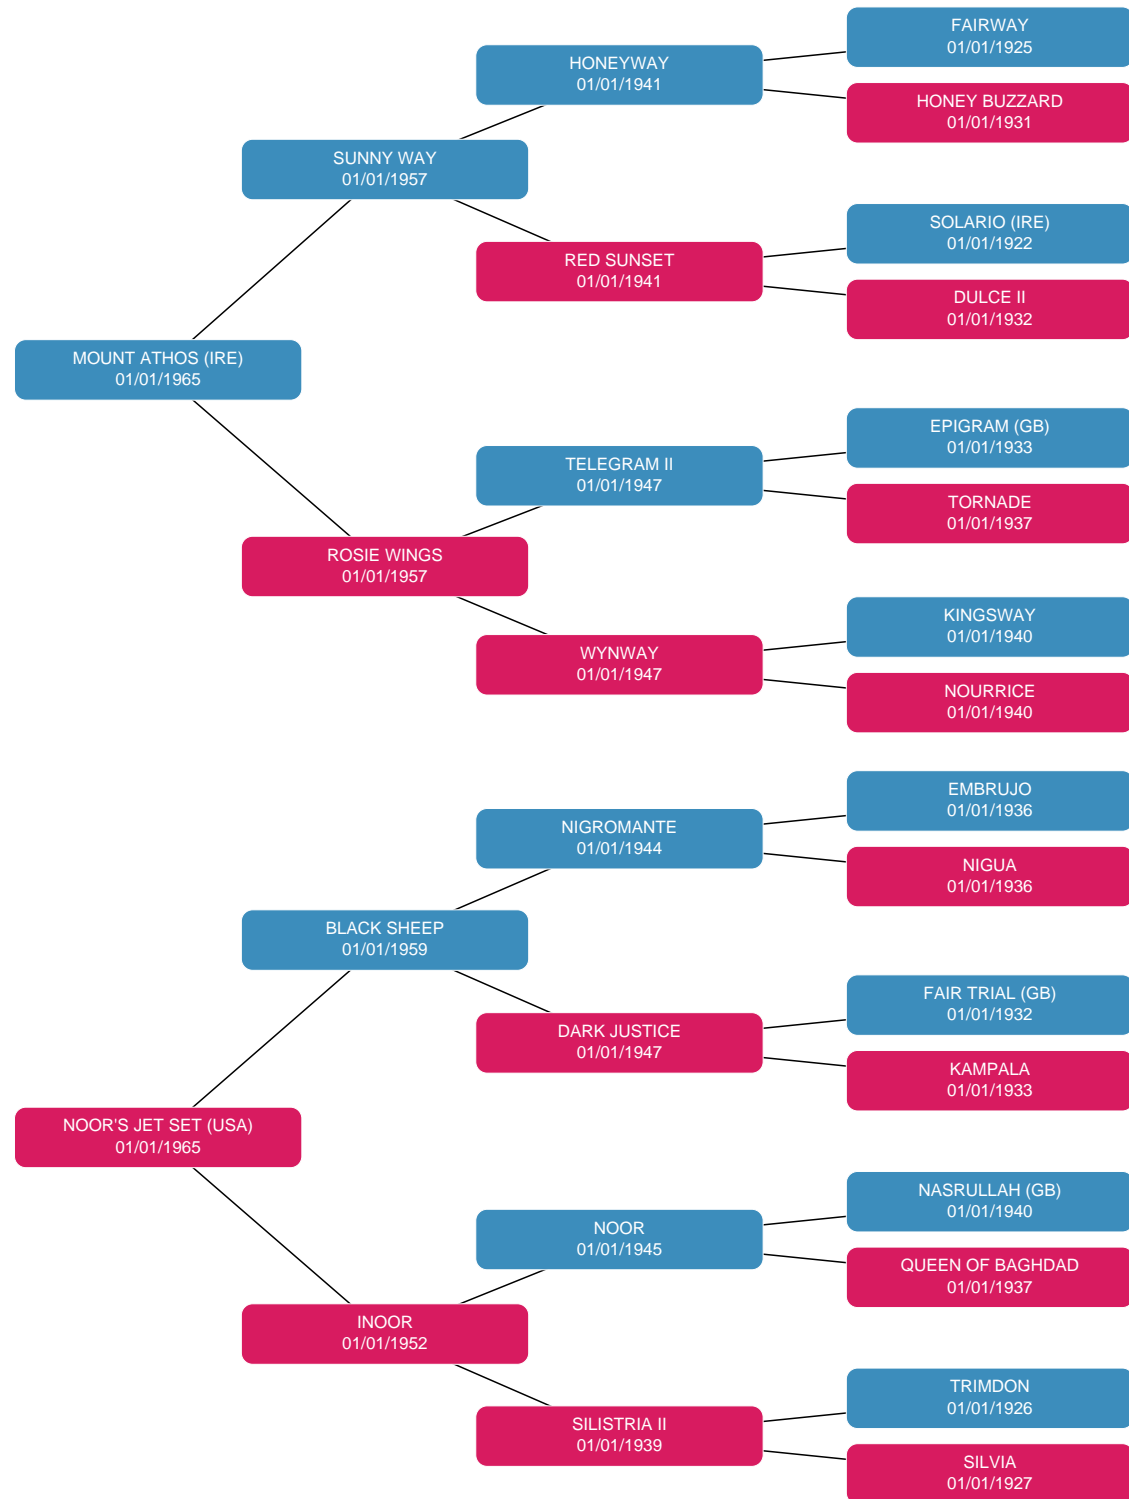 FAIRWAY
01/01/1925
HONEYWAY
01/01/1941
HONEY BUZZARD
01/01/1931
SUNNY WAY
01/01/1957
SOLARIO (IRE)
01/01/1922
RED SUNSET
01/01/1941
DULCE II
01/01/1932
MOUNT ATHOS (IRE)
01/01/1965
EPIGRAM (GB)
01/01/1933
TELEGRAM II
01/01/1947
TORNADE
01/01/1937
ROSIE WINGS
01/01/1957
KINGSWAY
01/01/1940
WYNWAY
01/01/1947
NOURRICE
01/01/1940
EMBRUJO
01/01/1936
NIGROMANTE
01/01/1944
NIGUA
01/01/1936
BLACK SHEEP
01/01/1959
FAIR TRIAL (GB)
01/01/1932
DARK JUSTICE
01/01/1947
KAMPALA
01/01/1933
NOOR'S JET SET (USA)
01/01/1965
NASRULLAH (GB)
01/01/1940
NOOR
01/01/1945
QUEEN OF BAGHDAD
01/01/1937
INOOR
01/01/1952
TRIMDON
01/01/1926
SILISTRIA II
01/01/1939
SILVIA
01/01/1927